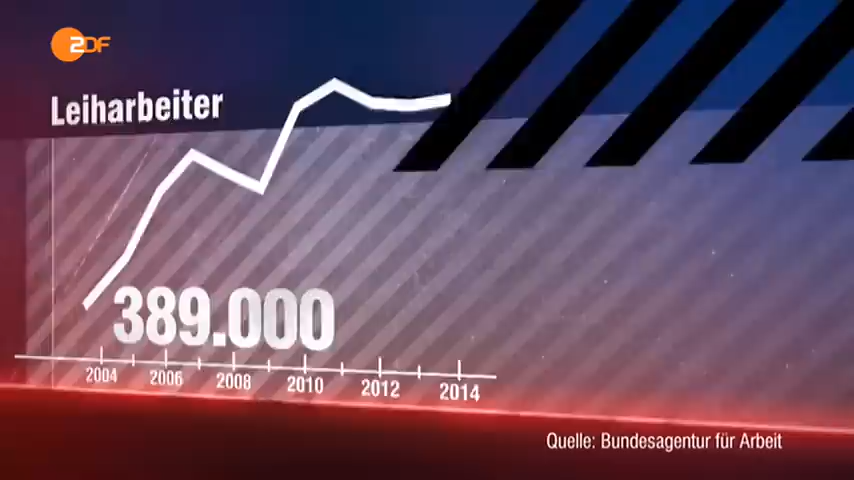 ZDF
Leiharbeiter
389.000
2004 2006 2008 2010 2012 2014
Quelle: Bundesagentur für Arbeit